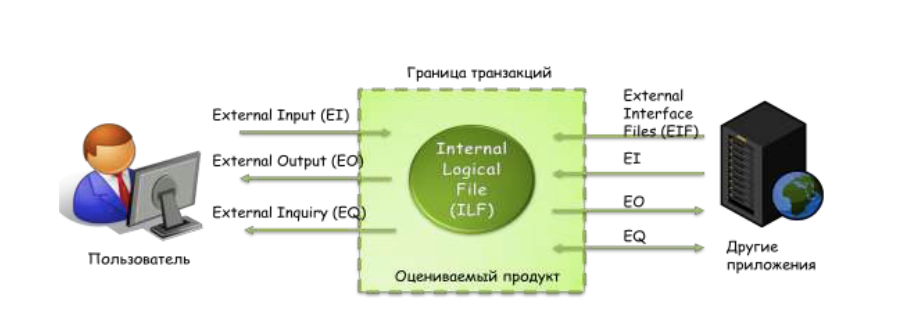 Граница транзакций
External Input (EI)
External Output (EO)
External Inquiry (EQ)
Пользователь
Internal
Logical
File
(ILF)
Оцениваемый продукт
External
Interface
Files (EIF)
EI
EO
EQ
Другие
приложения